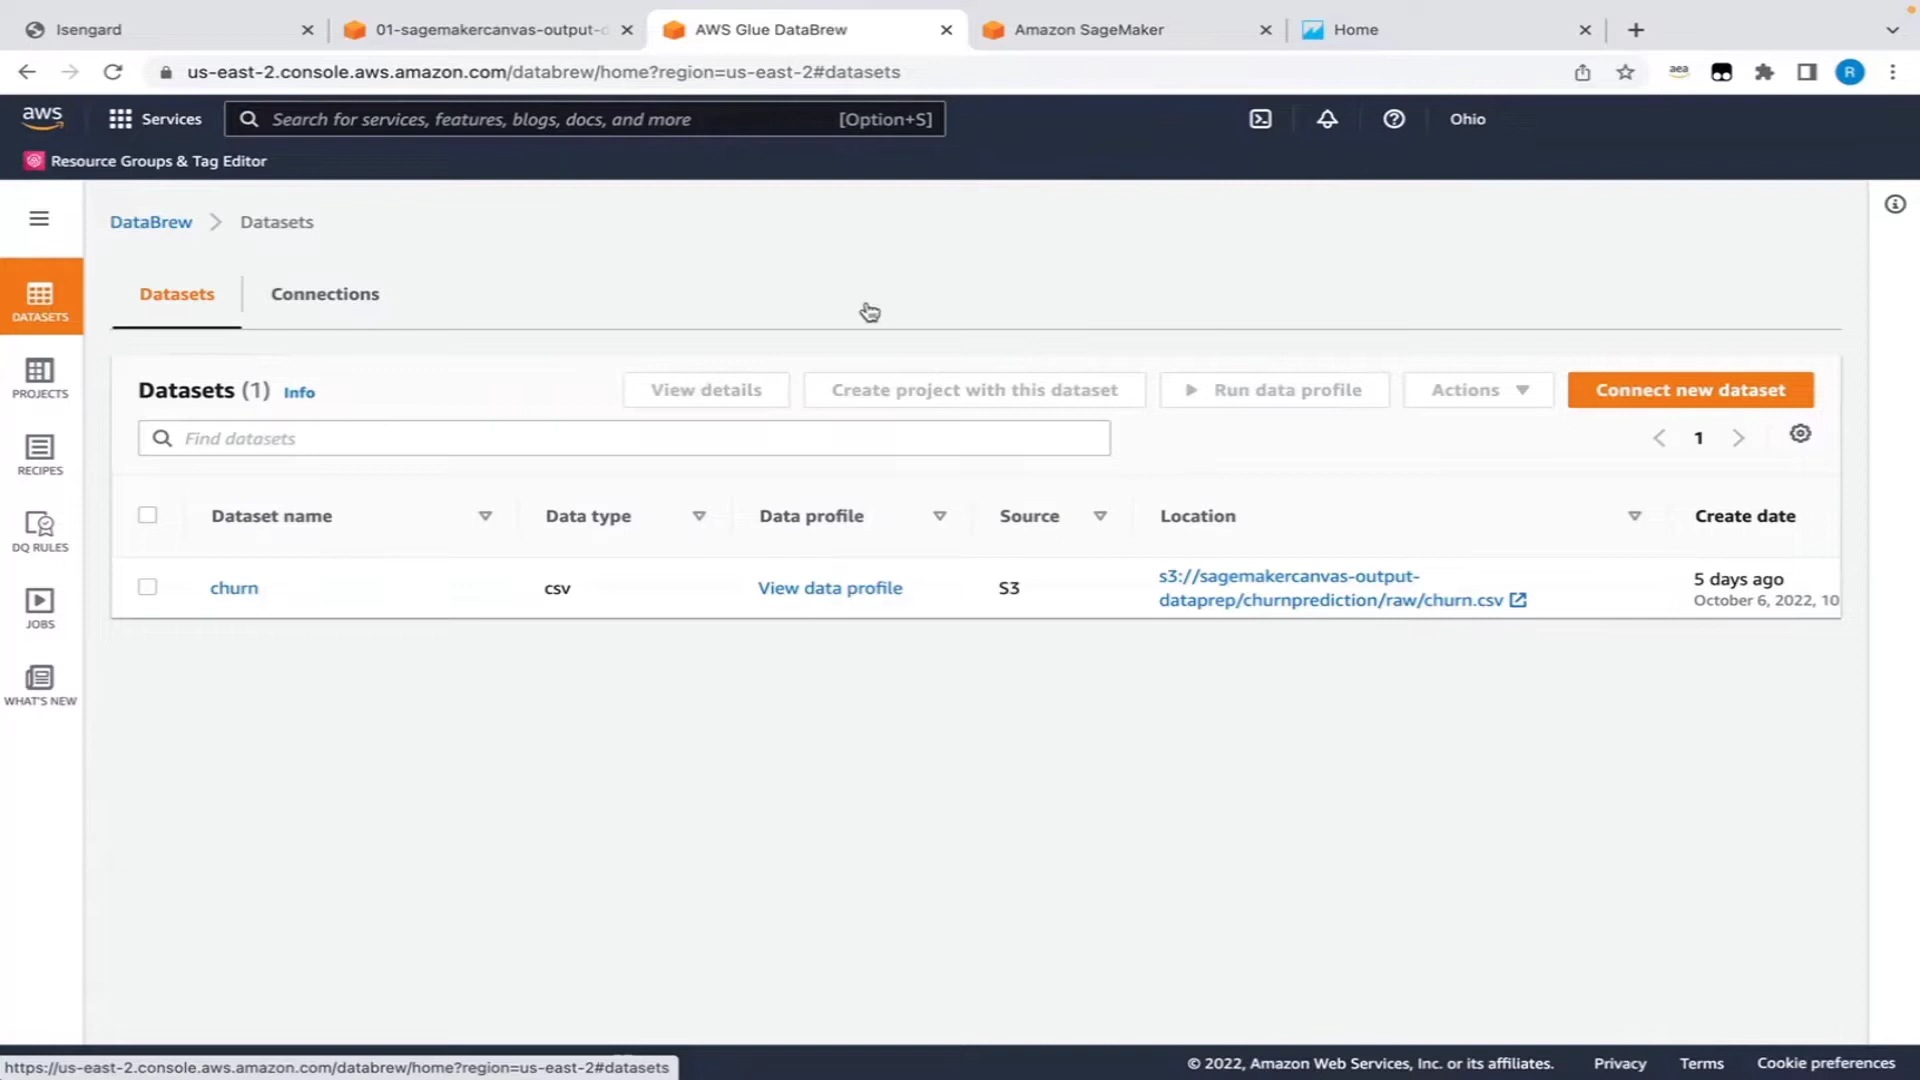 Isengard
01-sagemakercanvas-output-d
AWS Glue DataBrew
Amazon SageMaker
Home
us-east-2.console.aws.amazon.com/databrew/home?region=us-east-2#datasets
aea
R
aws
Services
Search for services, features, blogs, docs, and more
[Option+S]
Ohio
Resource Groups & Tag Editor
DataBrew
Datasets
DATASETS
PROJECTS
RECIPES
DQ RULES
JOBS
WHAT'S NEW
Datasets
Connections
Datasets (1) Info
View details
Create project with this dataset
Run data profile
Actions
Connect new dataset
Find datasets
1
Dataset name
Data type
Data profile
Source
Location
Create date
churn
csv
View data profile
S3
s3://sagemakercanvas-output-
dataprep/churnprediction/raw/churn.csv
5 days ago
October 6, 2022, 10
https://us-east-2.console.aws.amazon.com/databrew/home?region=us-east-2#datasets
© 2022, Amazon Web Services, Inc. or its affiliates.
Privacy
Terms
Cookie preferences